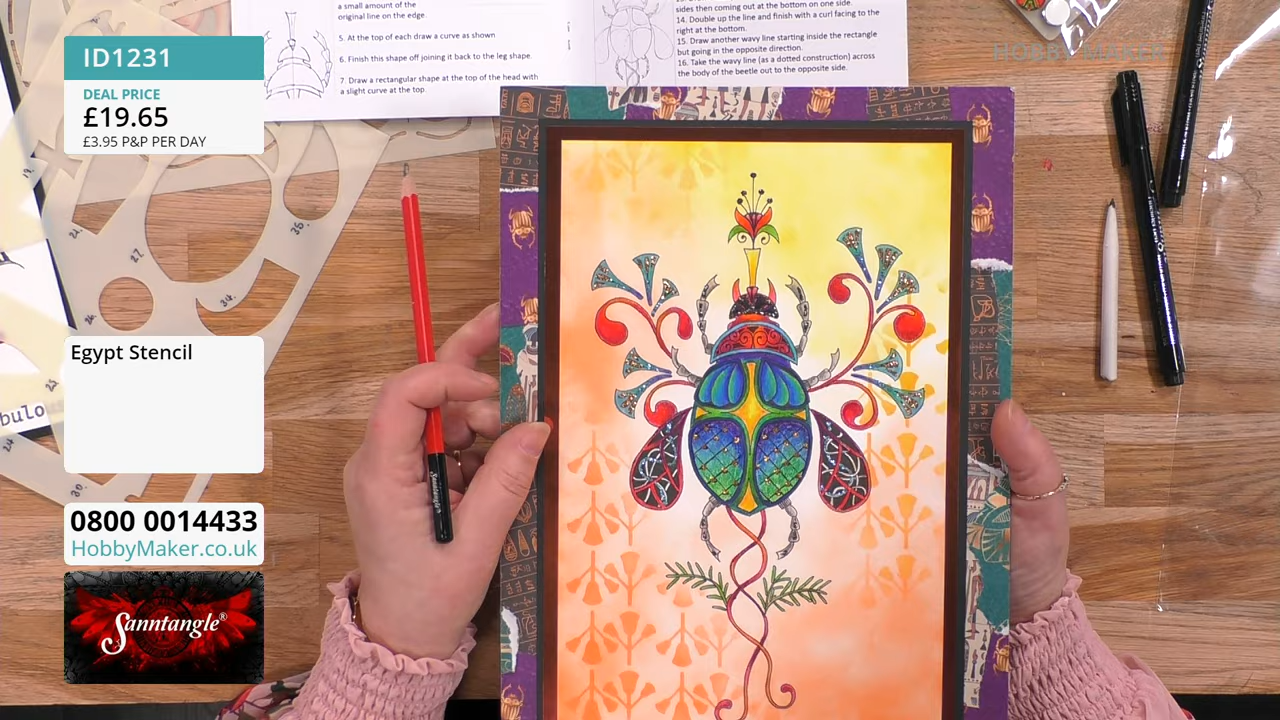 a small amount of the
original line on the edge.
5. At the top of each draw a curve as shown
6. Finish this shape off joining it back to the leg shape.
7. Draw a rectangular shape at the top of the head with
a slight curve at the top.
sides then coming out at the bottom on all
14. Double up the line and finish with a curl facing to the
right at the bottom.
15. Draw another wavy line starting inside the rectangle
but going in the opposite direction.
16. Take the wavy line (as a dotted construction) across
the body of the beetle out to the opposite side.
HOBBY MAKER
ID1231
DEAL PRICE
£19.65
£3.95 P&P PER DAY
Egypt Stencil
0800 0014433
HobbyMaker.co.uk
Sanntangle®
27.
34.
bulo